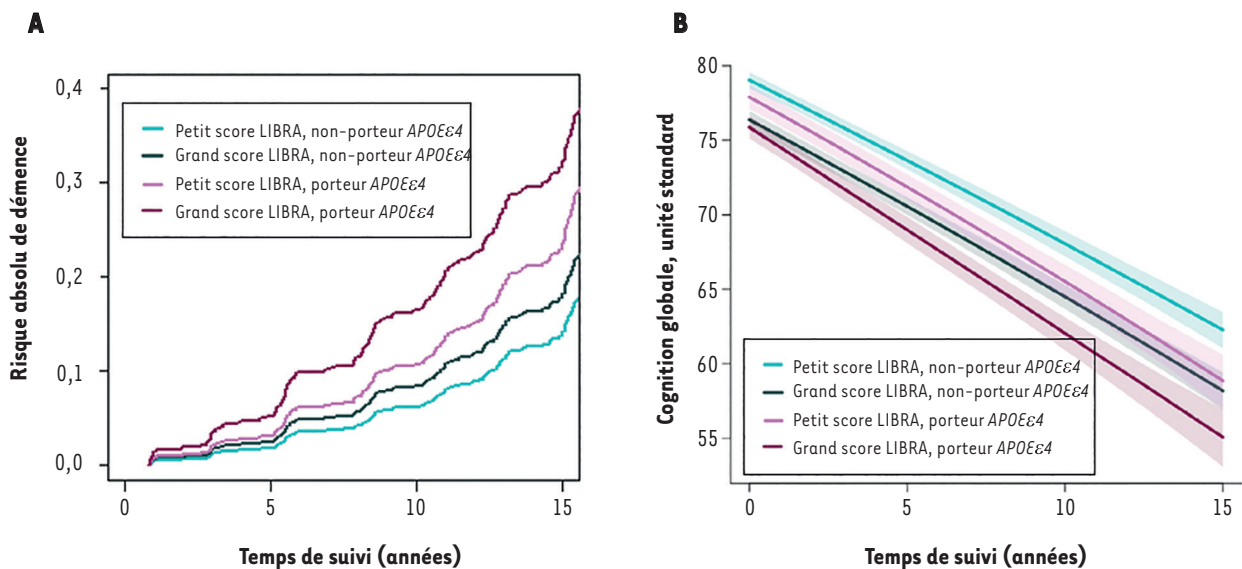 A
Risque absolu de démence
0,4
0,3
0,2
0,1
0,0
Petit score LIBRA, non-porteur APOEε4
Grand score LIBRA, non-porteur APOEε4
Petit score LIBRA, porteur APOEε4
Grand score LIBRA, porteur APOEε4
0 5 10 15
Temps de suivi (années)
B
Cognition globale, unité standard
80
75
70
65
60
55
Petit score LIBRA, non-porteur APOEε4
Grand score LIBRA, non-porteur APOEε4
Petit score LIBRA, porteur APOEε4
Grand score LIBRA, porteur APOEε4
0 5 10 15
Temps de suivi (années)